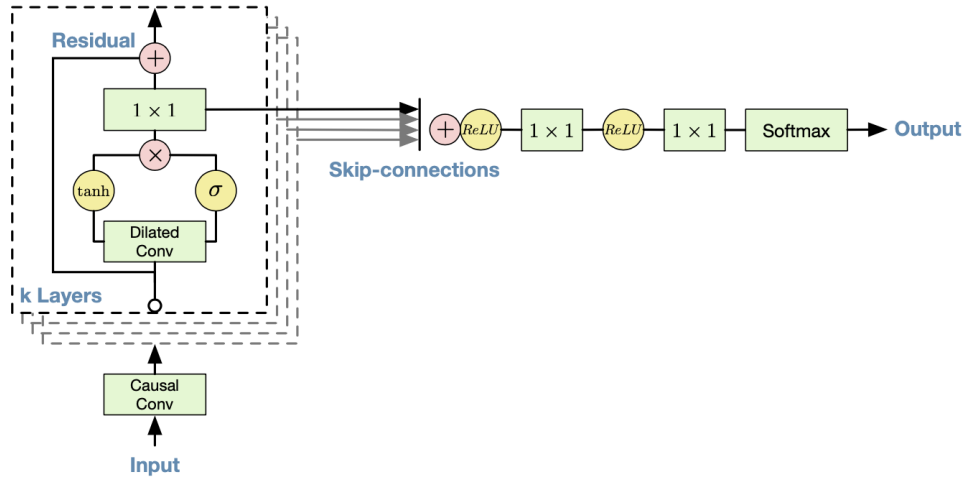 Residual
+
1 × 1
×
tanh
σ
Dilated
Conv
k Layers
Causal
Conv
Input
Skip-connections
+
ReLU
1 × 1
ReLU
1 × 1
Softmax
Output